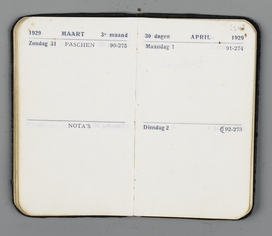 1929 MAART 3e maand
Zondag 31 PASCHEN 90-275
NOTA'S
30 dagen APRIL 1929
Maandag 1 91-274
Dinsdag 2 92-273